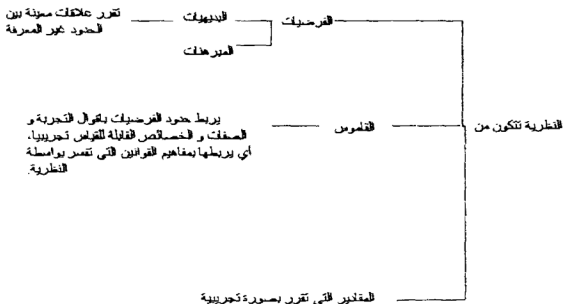 النظرية تتكون من
الفرضيات
البديهيات
تقرر علاقات معينة بين
الحدود غير المعرفة
المبرهنات
القاموس
يربط حدود الفرضيات باقوال التجربة و
الصفات و الخصائص القابلة للقياس تجريبيا،
أي يربطها بمفاهيم القوانين التي تفسر بواسطة
النظرية.
المقادير التي تقرر بصورة تجريبية